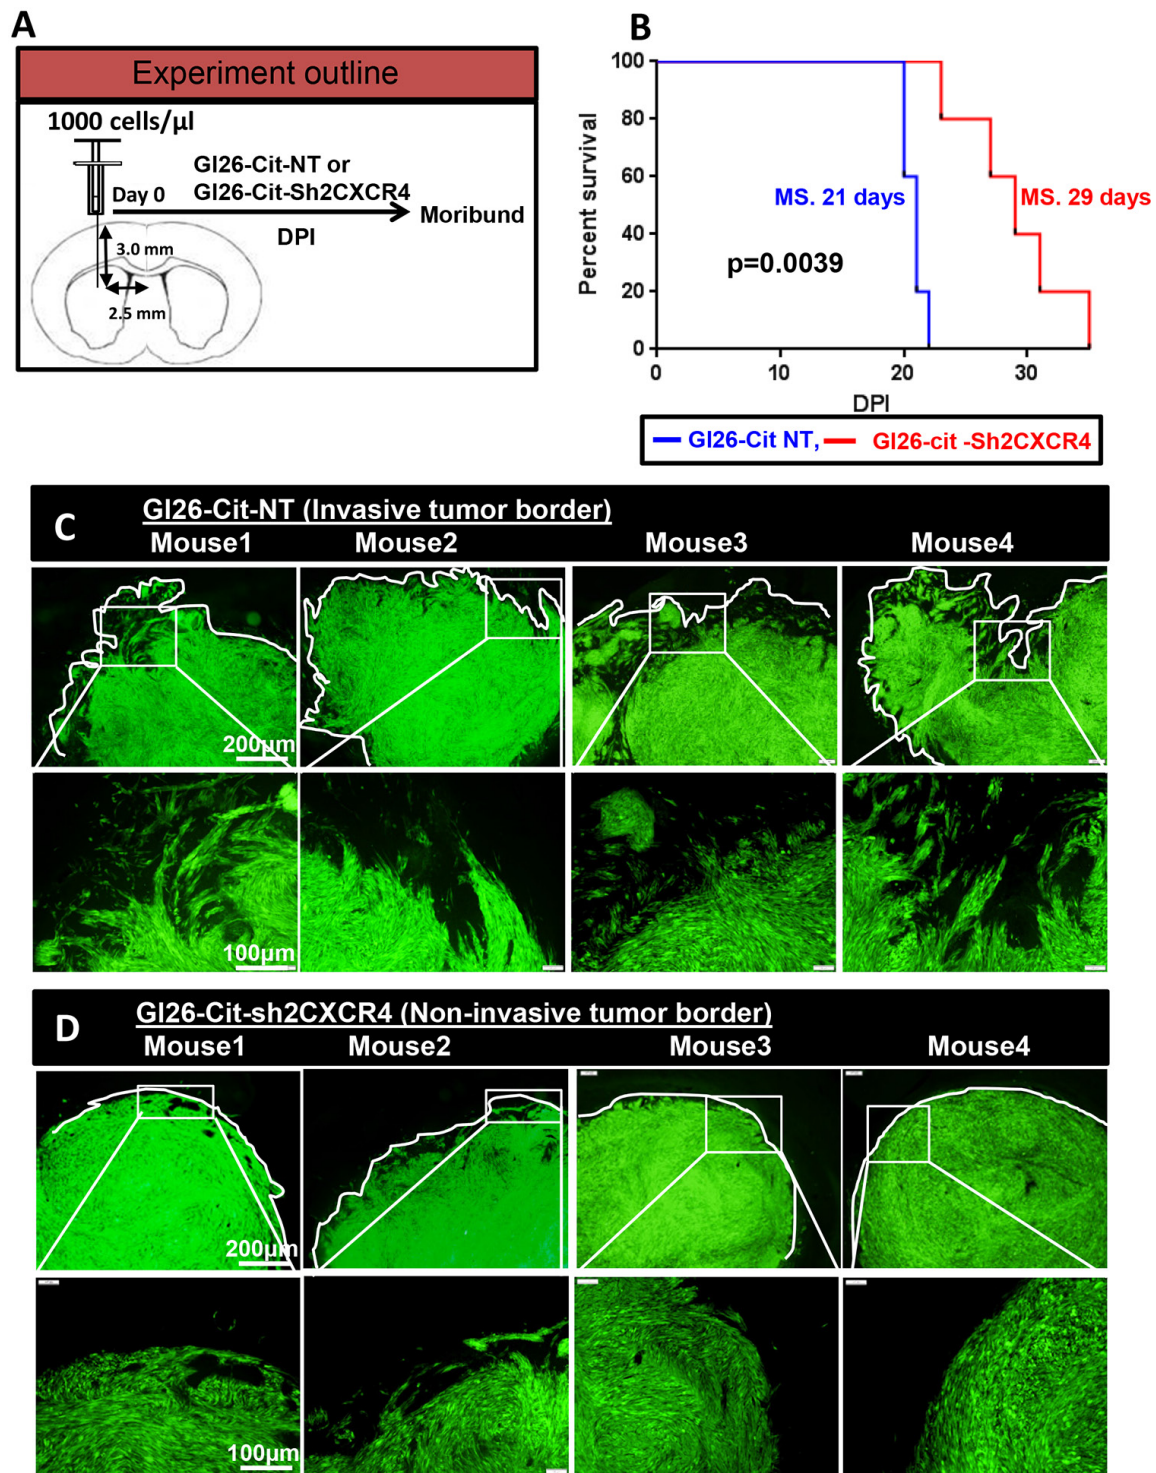 A
Experiment outline
1000 cells/µl
Gl26-Cit-NT or
Day 0
Gl26-Cit-Sh2CXCR4
Moribund
DPI
3.0 mm
2.5 mm
B
Percent survival
100
80
60
40
20
0
MS. 21 days
MS. 29 days
p=0.0039
0 10 20 30
DPI
Gl26-Cit NT, Gl26-cit -Sh2CXCR4
C
Gl26-Cit-NT (Invasive tumor border)
Mouse1 Mouse2 Mouse3 Mouse4
200µm
100µm
D
Gl26-Cit-sh2CXCR4 (Non-invasive tumor border)
Mouse1 Mouse2 Mouse3 Mouse4
200µm
100µm